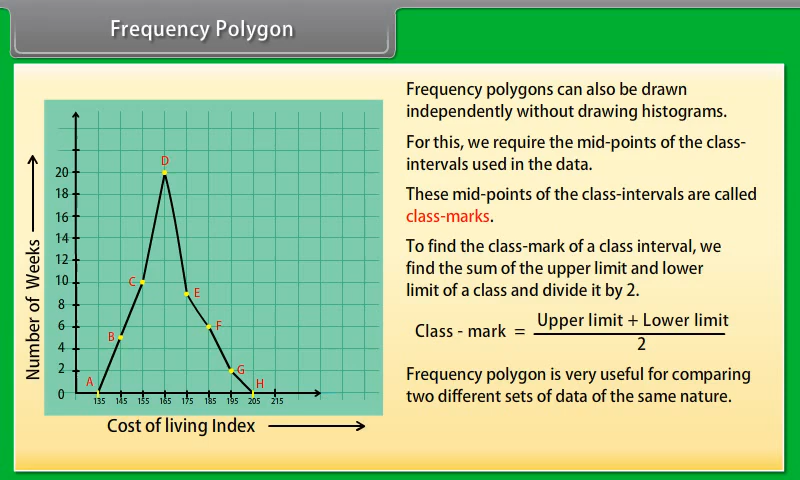 Frequency Polygon
Frequency polygons can also be drawn
independently without drawing histograms.
For this, we require the mid-points of the class-
intervals used in the data.
These mid-points of the class-intervals are called
class-marks.
To find the class-mark of a class interval, we
find the sum of the upper limit and lower
limit of a class and divide it by 2.
Class - mark = Upper limit + Lower limit
2
Frequency polygon is very useful for comparing
two different sets of data of the same nature.
Number of Weeks
20
18
16
14
12
10
8
6
4
2
0
A
B
C
D
E
F
G
H
135 145 155 165 175 185 195 205 215
Cost of living Index